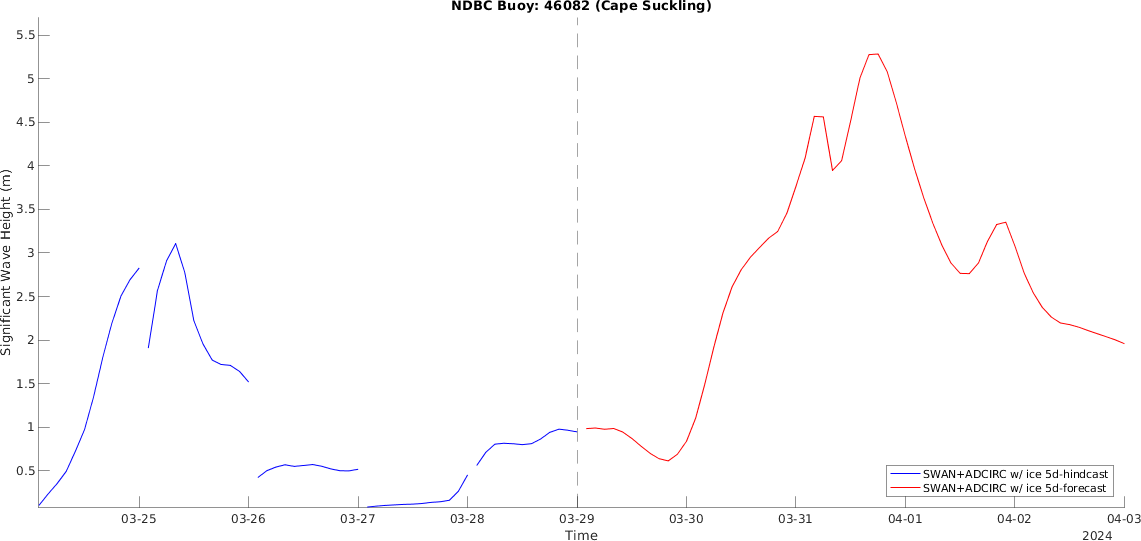 NDBC Buoy: 46082 (Cape Suckling)
5.5
5
4.5
4
3.5
3
2.5
2
1.5
1
0.5
Significant Wave Height (m)
SWAN+ADCIRC w/ ice 5d-hindcast
SWAN+ADCIRC w/ ice 5d-forecast
03-25 03-26 03-27 03-28 03-29 03-30 03-31 04-01 04-02 04-03
Time
2024